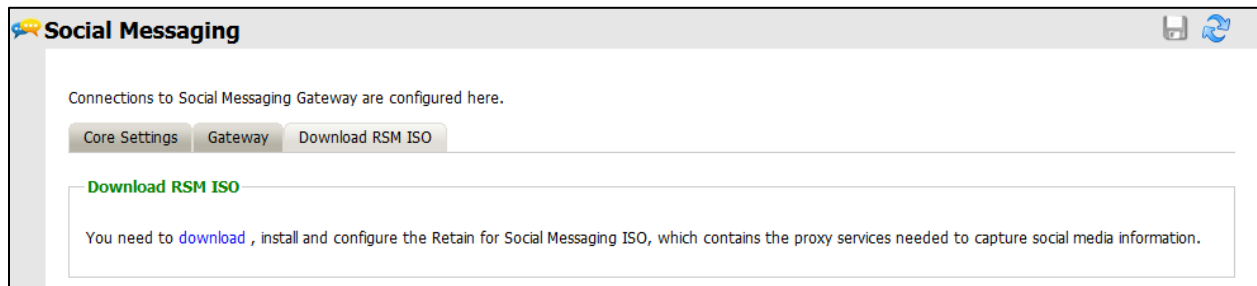 Social Messaging
Connections to Social Messaging Gateway are configured here.
Core Settings Gateway Download RSM ISO
Download RSM ISO
You need to download , install and configure the Retain for Social Messaging ISO, which contains the proxy services needed to capture social media information.